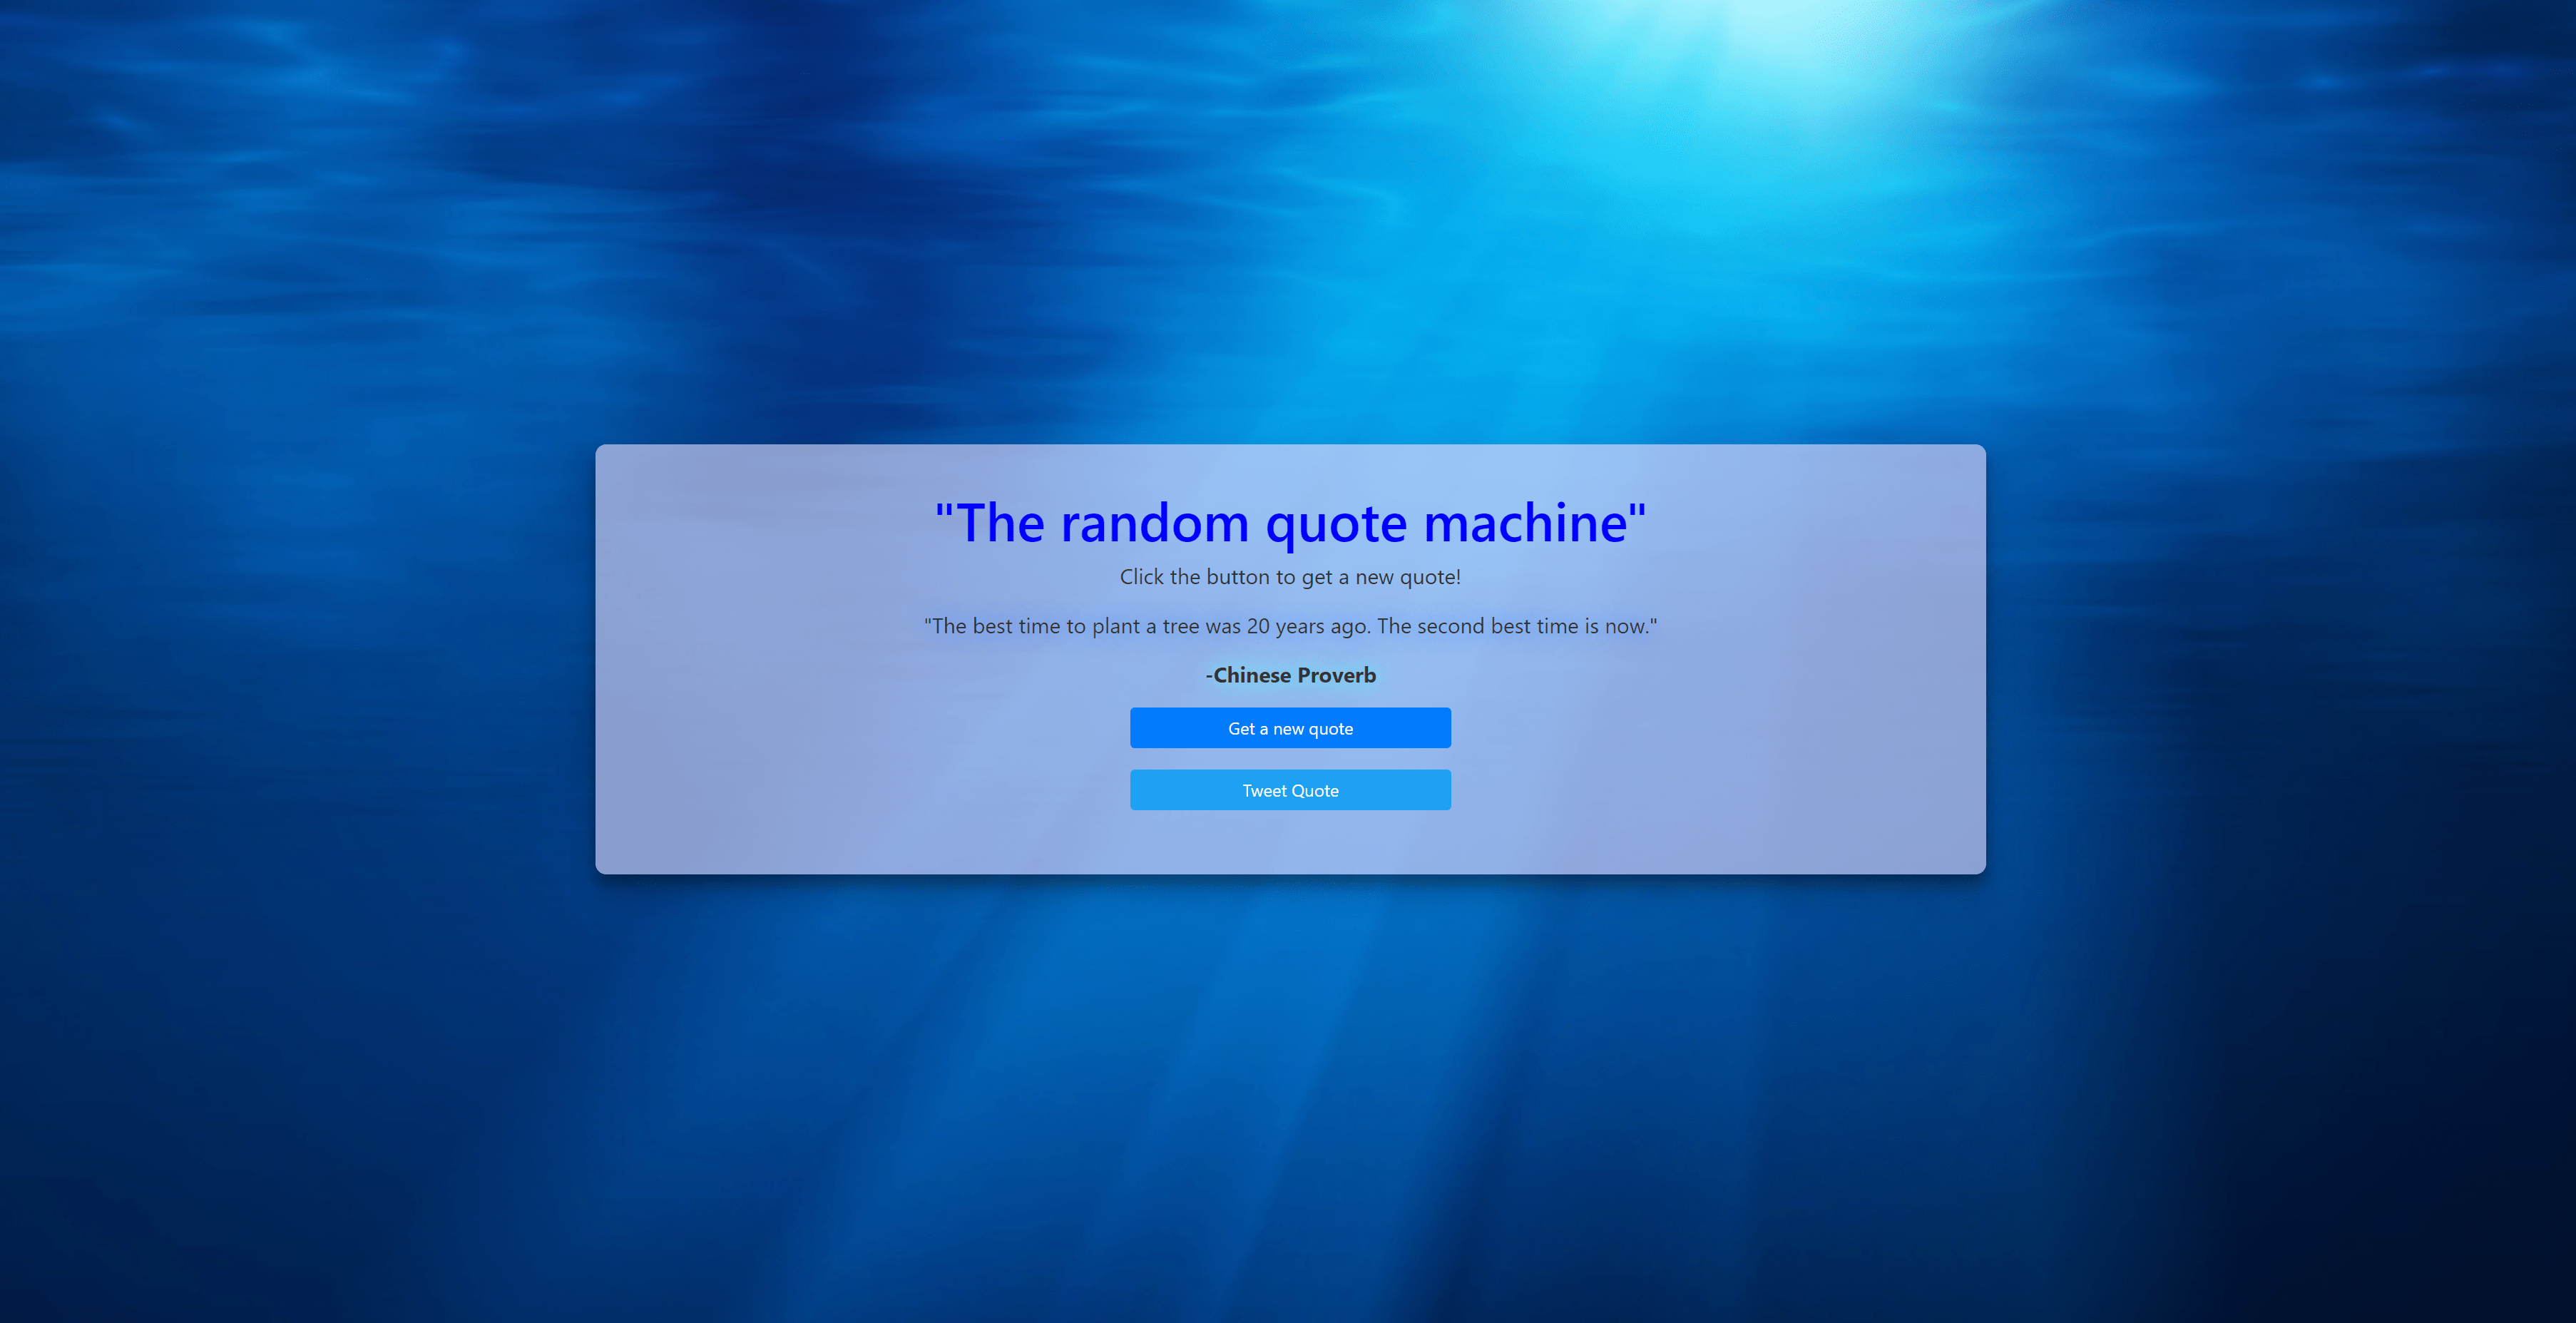 "The random quote machine"
Click the button to get a new quote!
"The best time to plant a tree was 20 years ago. The second best time is now."
-Chinese Proverb
Get a new quote
Tweet Quote